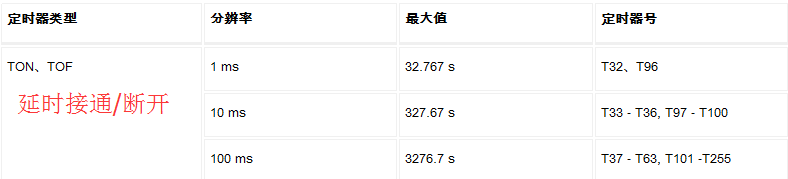 定时器类型 分辨率 最大值 定时器号
TON、TOF 1 ms 32.767 s T32、T96
延时接通/断开
10 ms 327.67 s T33 - T36, T97 - T100
100 ms 3276.7 s T37 - T63, T101 -T255